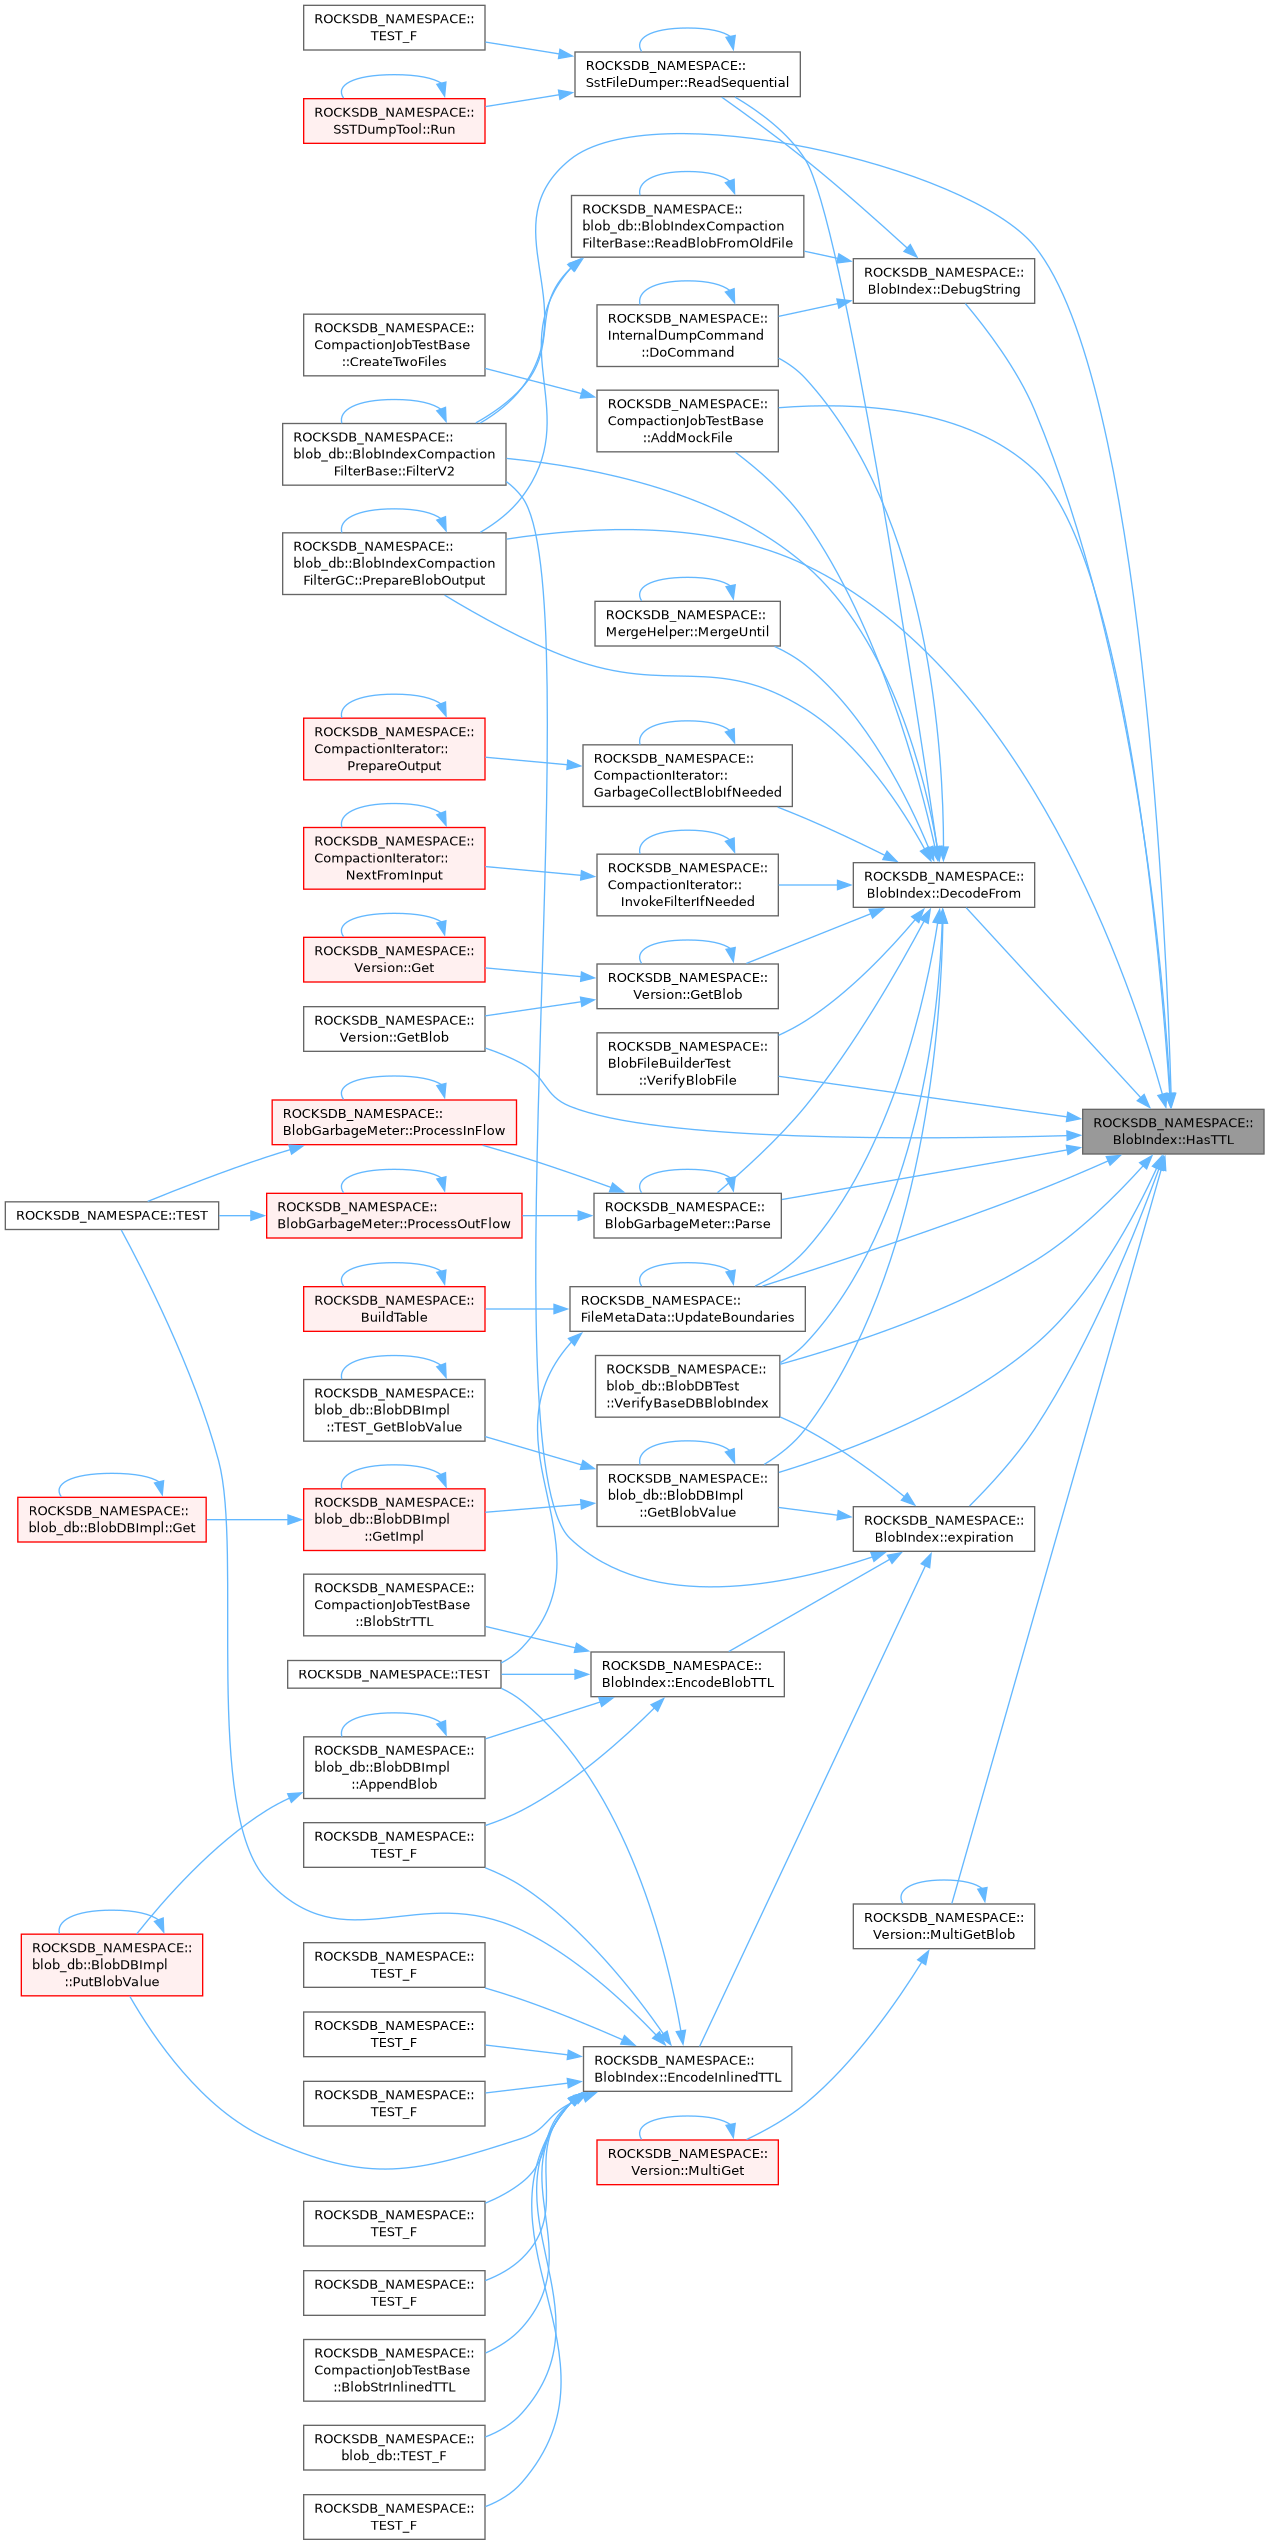 ROCKSDB_NAMESPACE::
TEST_F
ROCKSDB_NAMESPACE::
SstFileDumper::ReadSequential
ROCKSDB_NAMESPACE::
SSTDumpTool::Run
ROCKSDB_NAMESPACE::
blob_db::BlobIndexCompaction
FilterBase::ReadBlobFromOldFile
ROCKSDB_NAMESPACE::
BlobIndex::DebugString
ROCKSDB_NAMESPACE::
InternalDumpCommand
::DoCommand
ROCKSDB_NAMESPACE::
CompactionJobTestBase
::CreateTwoFiles
ROCKSDB_NAMESPACE::
CompactionJobTestBase
::AddMockFile
ROCKSDB_NAMESPACE::
blob_db::BlobIndexCompaction
FilterBase::FilterV2
ROCKSDB_NAMESPACE::
blob_db::BlobIndexCompaction
FilterGC::PrepareBlobOutput
ROCKSDB_NAMESPACE::
MergeHelper::MergeUntil
ROCKSDB_NAMESPACE::
CompactionIterator::
PrepareOutput
ROCKSDB_NAMESPACE::
CompactionIterator::
GarbageCollectBlobIfNeeded
ROCKSDB_NAMESPACE::
CompactionIterator::
NextFromInput
ROCKSDB_NAMESPACE::
CompactionIterator::
InvokeFilterIfNeeded
ROCKSDB_NAMESPACE::
BlobIndex::DecodeFrom
ROCKSDB_NAMESPACE::
Version::Get
ROCKSDB_NAMESPACE::
Version::GetBlob
ROCKSDB_NAMESPACE::
Version::GetBlob
ROCKSDB_NAMESPACE::
BlobFileBuilderTest
::VerifyBlobFile
ROCKSDB_NAMESPACE::
BlobGarbageMeter::ProcessInFlow
ROCKSDB_NAMESPACE::
BlobIndex::HasTTL
ROCKSDB_NAMESPACE::TEST
ROCKSDB_NAMESPACE::
BlobGarbageMeter::ProcessOutFlow
ROCKSDB_NAMESPACE::
BlobGarbageMeter::Parse
ROCKSDB_NAMESPACE::
BuildTable
ROCKSDB_NAMESPACE::
FileMetaData::UpdateBoundaries
ROCKSDB_NAMESPACE::
blob_db::BlobDBTest
::VerifyBaseDBBlobIndex
ROCKSDB_NAMESPACE::
blob_db::BlobDBImpl
::TEST_GetBlobValue
ROCKSDB_NAMESPACE::
blob_db::BlobDBImpl::Get
ROCKSDB_NAMESPACE::
blob_db::BlobDBImpl
::GetImpl
ROCKSDB_NAMESPACE::
blob_db::BlobDBImpl
::GetBlobValue
ROCKSDB_NAMESPACE::
BlobIndex::expiration
ROCKSDB_NAMESPACE::
CompactionJobTestBase
::BlobStrTTL
ROCKSDB_NAMESPACE::TEST
ROCKSDB_NAMESPACE::
BlobIndex::EncodeBlobTTL
ROCKSDB_NAMESPACE::
blob_db::BlobDBImpl
::AppendBlob
ROCKSDB_NAMESPACE::
TEST_F
ROCKSDB_NAMESPACE::
blob_db::BlobDBImpl
::PutBlobValue
ROCKSDB_NAMESPACE::
Version::MultiGetBlob
ROCKSDB_NAMESPACE::
TEST_F
ROCKSDB_NAMESPACE::
TEST_F
ROCKSDB_NAMESPACE::
BlobIndex::EncodeInlinedTTL
ROCKSDB_NAMESPACE::
TEST_F
ROCKSDB_NAMESPACE::
Version::MultiGet
ROCKSDB_NAMESPACE::
TEST_F
ROCKSDB_NAMESPACE::
TEST_F
ROCKSDB_NAMESPACE::
CompactionJobTestBase
::BlobStrInlinedTTL
ROCKSDB_NAMESPACE::
blob_db::TEST_F
ROCKSDB_NAMESPACE::
TEST_F